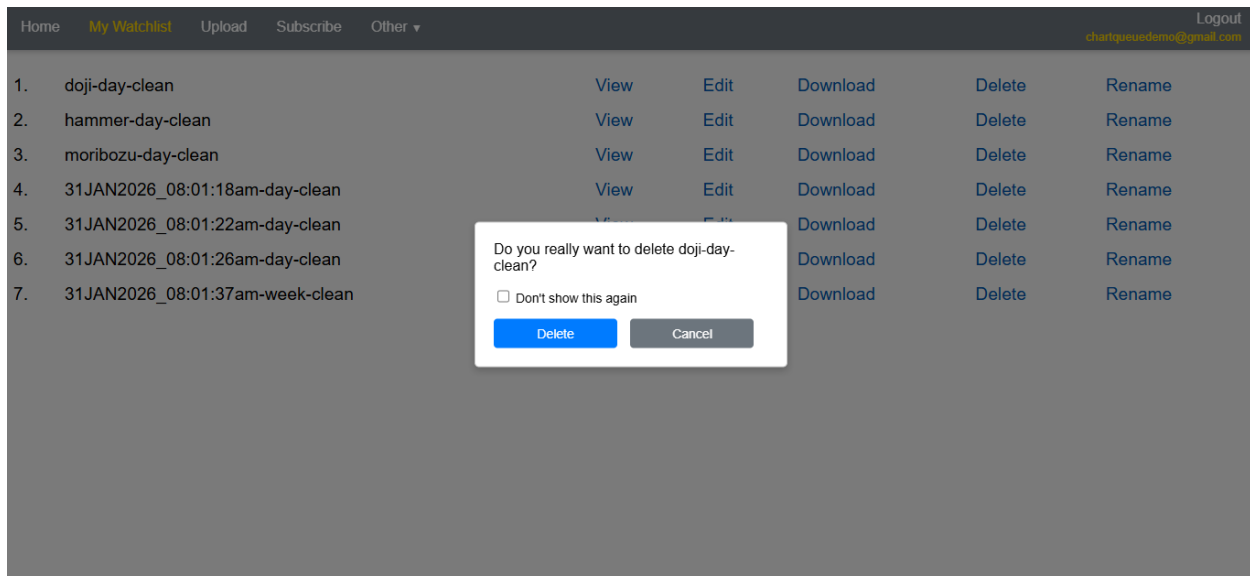 Home My Watchlist Upload Subscribe Other ▾ Logout
chartqueuedemo@gmail.com
1. doji-day-clean View Edit Download Delete Rename
2. hammer-day-clean View Edit Download Delete Rename
3. moribozu-day-clean View Edit Download Delete Rename
4. 31JAN2026_08:01:18am-day-clean View Edit Download Delete Rename
5. 31JAN2026_08:01:22am-day-clean View Edit Download Delete Rename
6. 31JAN2026_08:01:26am-day-clean Download Delete Rename
7. 31JAN2026_08:01:37am-week-clean Download Delete Rename
Do you really want to delete doji-day-
clean?
Don't show this again
Delete Cancel